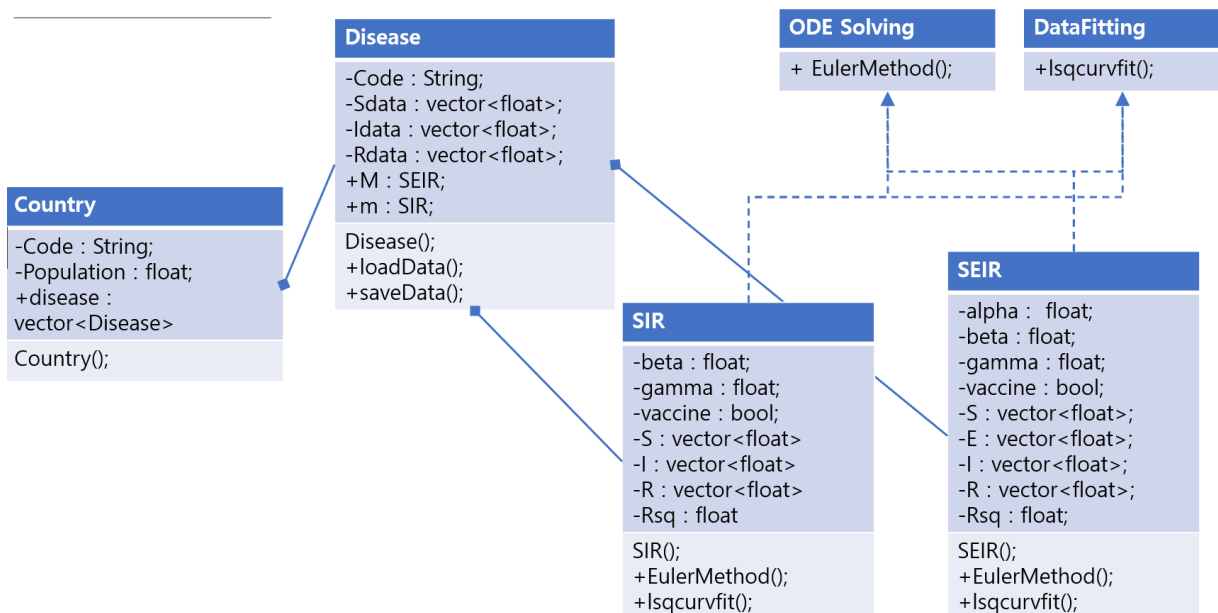 Country
-Code : String;
-Population : float;
+disease :
vector<Disease>
Country();
Disease
-Code : String;
-Sdata : vector<float>;
-Idata : vector<float>;
-Rdata : vector<float>;
+M : SEIR;
+m : SIR;
Disease();
+loadData();
+saveData();
ODE Solving
+ EulerMethod();
DataFitting
+lsqcurvfit();
SIR
-beta : float;
-gamma : float;
-vaccine : bool;
-S : vector<float>
-I : vector<float>
-R : vector<float>
-Rsq : float
SIR();
+EulerMethod();
+lsqcurvfit();
SEIR
-alpha :  float;
-beta : float;
-gamma : float;
-vaccine : bool;
-S : vector<float>;
-E : vector<float>;
-I : vector<float>;
-R : vector<float>;
-Rsq : float;
SEIR();
+EulerMethod();
+lsqcurvfit();